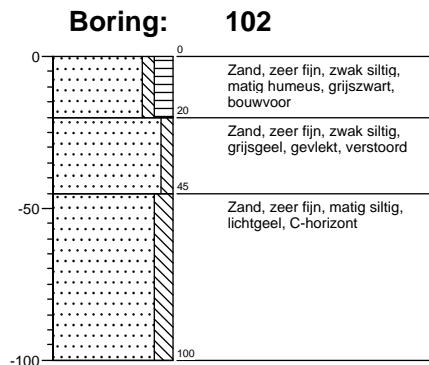 Boring: 102
0
0
Zand, zeer fijn, zwak siltig,
matig humeus, grijszwart,
bouwvoor
20
Zand, zeer fijn, zwak siltig,
grijsgeel, gevlekt, verstoord
45
-50
Zand, zeer fijn, matig siltig,
lichtgeel, C-horizont
100
-100